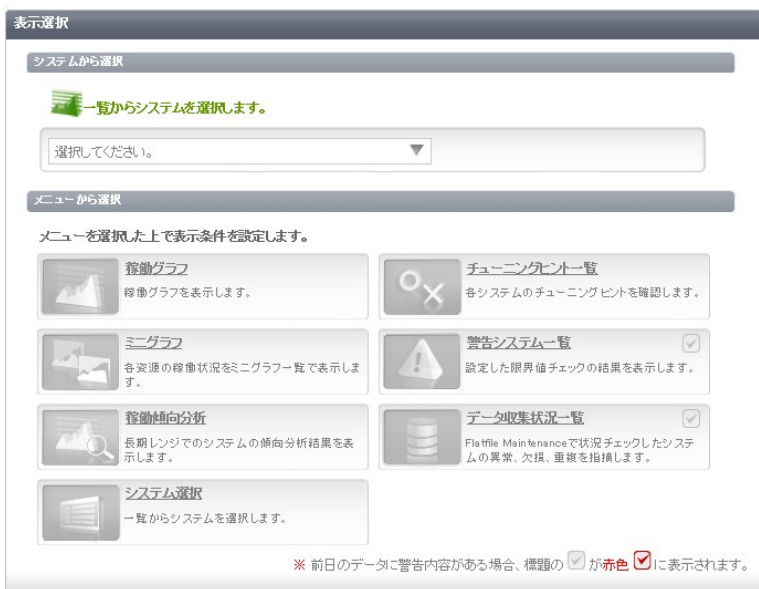 表示選択
システムから選択
一覧からシステムを選択します。
選択してください。
メニューから選択
メニューを選択した上で表示条件を設定します。
稼働グラフ
稼働グラフを表示します。
チューニングヒント一覧
各システムのチューニングヒントを確認します。
ミニグラフ
各資源の稼働状況をミニグラフ一覧で表示しま
す。
警告システム一覧
設定した限界値チェックの結果を表示します。
稼働傾向分析
長期レンジでのシステムの傾向分析結果を表
示します。
データ収集状況一覧
Flatfile Maintenanceで状況チェックしたシステ
ムの異常、欠損、重複を指摘します。
システム選択
一覧からシステムを選択します。
※ 前日のデータに警告内容がある場合、標題の が赤色 に表示されます。